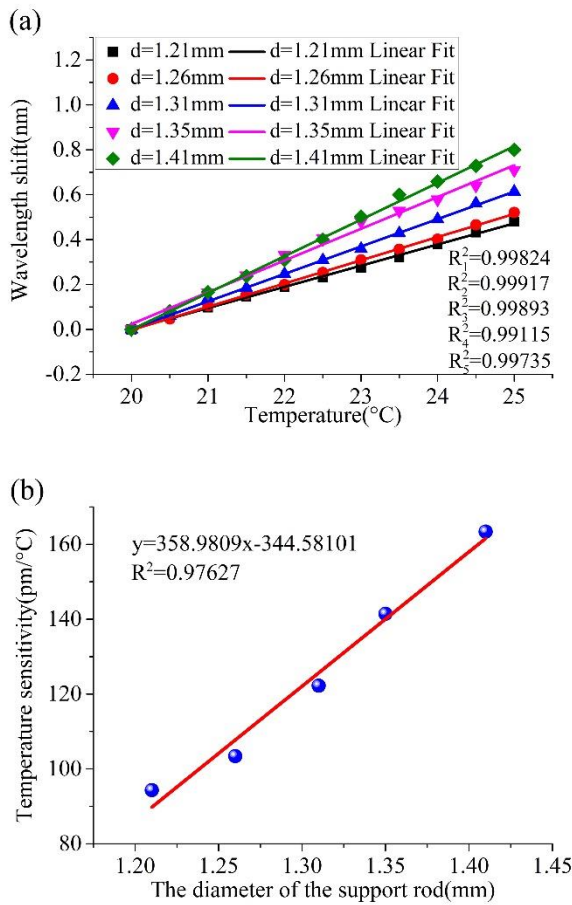 (a)
1.2
1.0
0.8
0.6
0.4
0.2
0.0
-0.2
Wavelength shift(nm)
d=1.21mm d=1.21mm Linear Fit
d=1.26mm d=1.26mm Linear Fit
d=1.31mm d=1.31mm Linear Fit
d=1.35mm d=1.35mm Linear Fit
d=1.41mm d=1.41mm Linear Fit
R₁²=0.99824
R₂²=0.99917
R₃²=0.99893
R₄²=0.99115
R₅²=0.99735
20 21 22 23 24 25
Temperature(°C)
(b)
160
140
120
100
80
Temperature sensitivity(pm/°C)
y=358.9809x-344.58101
R²=0.97627
1.20 1.25 1.30 1.35 1.40 1.45
The diameter of the support rod(mm)